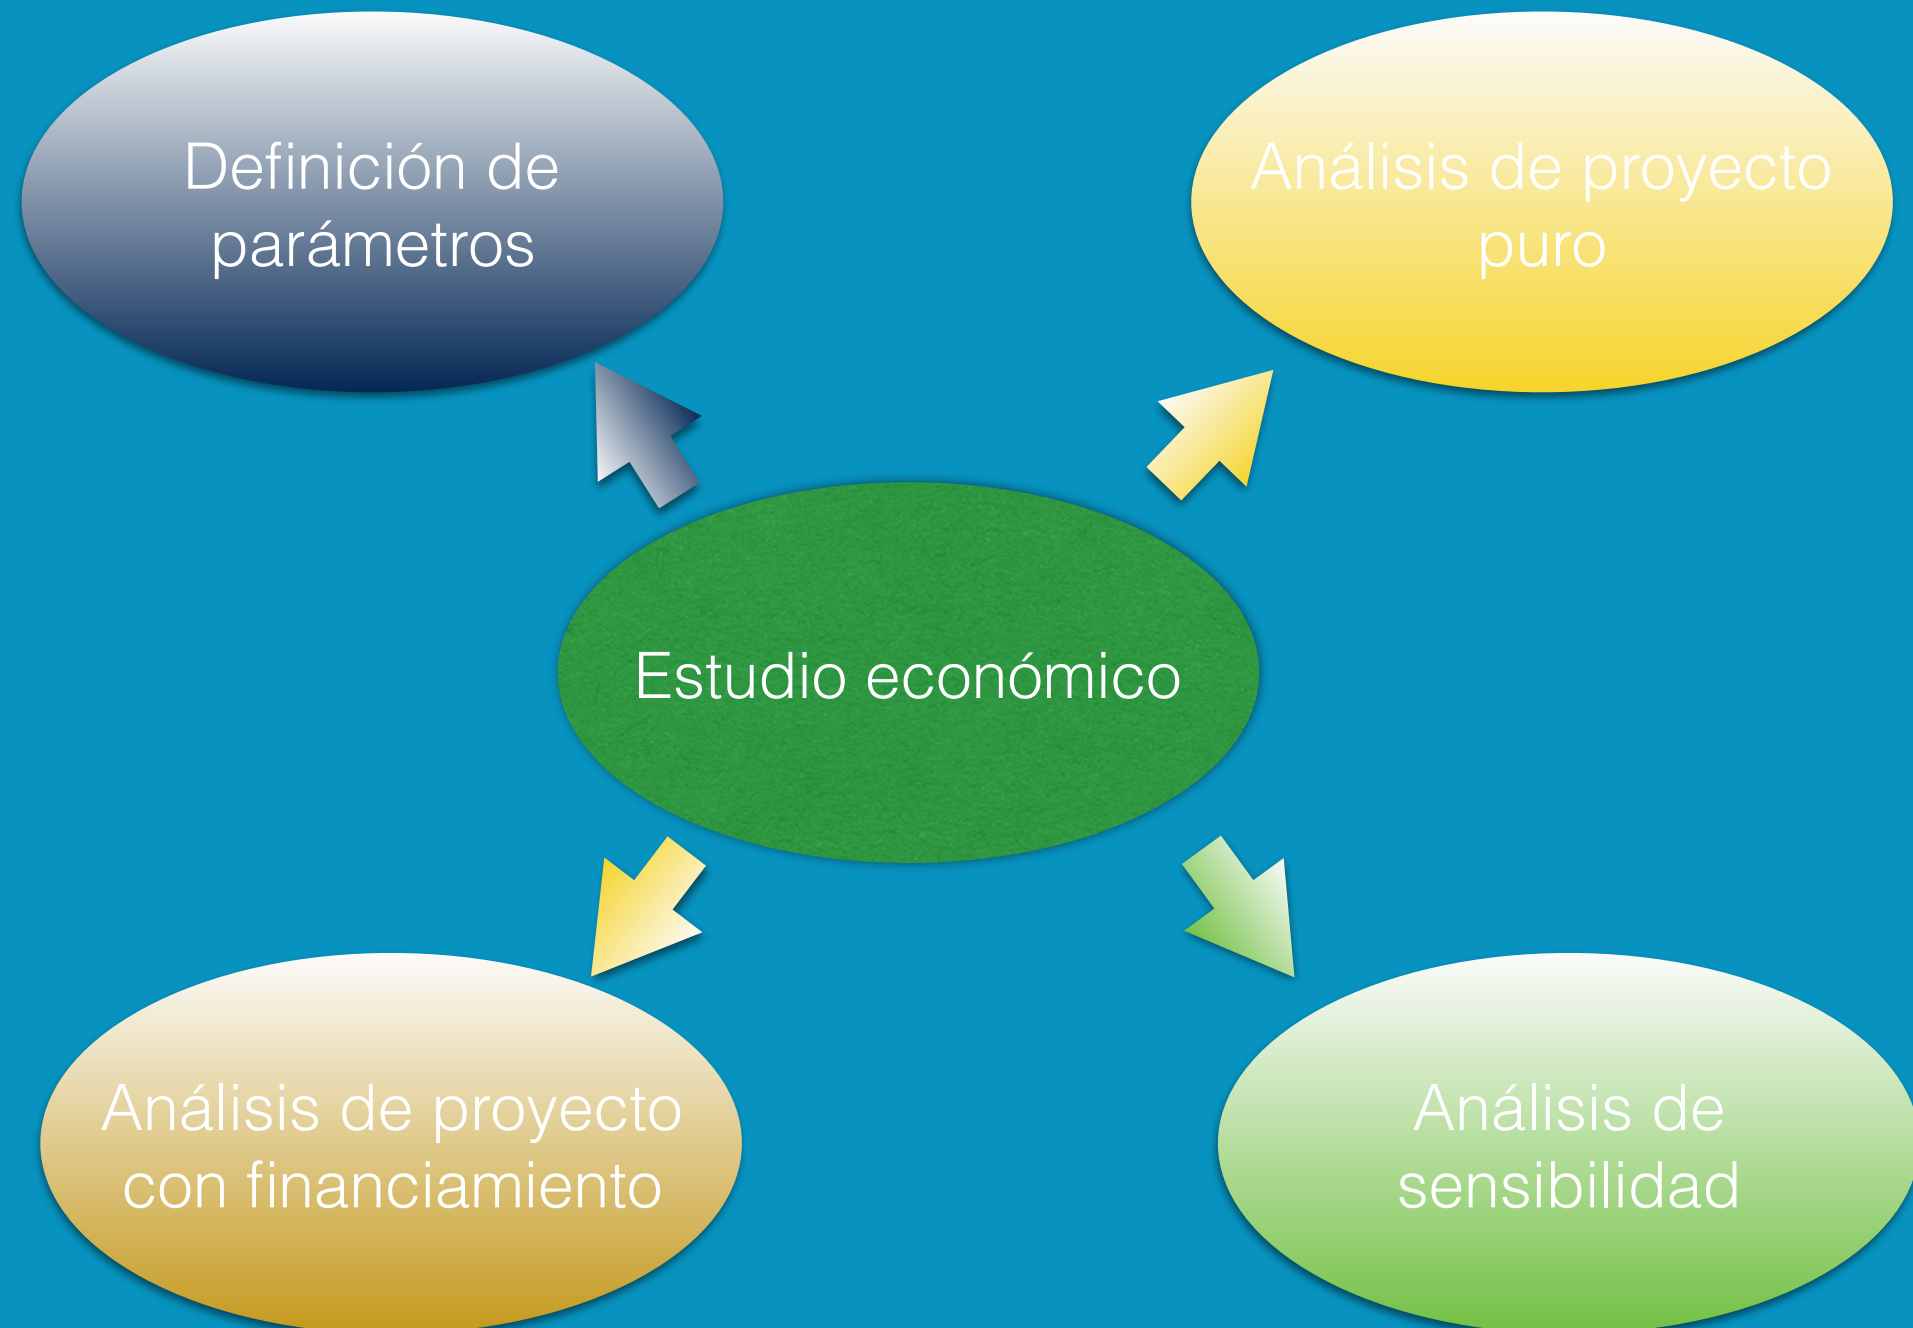 Definición de
parámetros
Análisis de proyecto
puro
Estudio económico
Análisis de proyecto
con financiamiento
Análisis de
sensibilidad